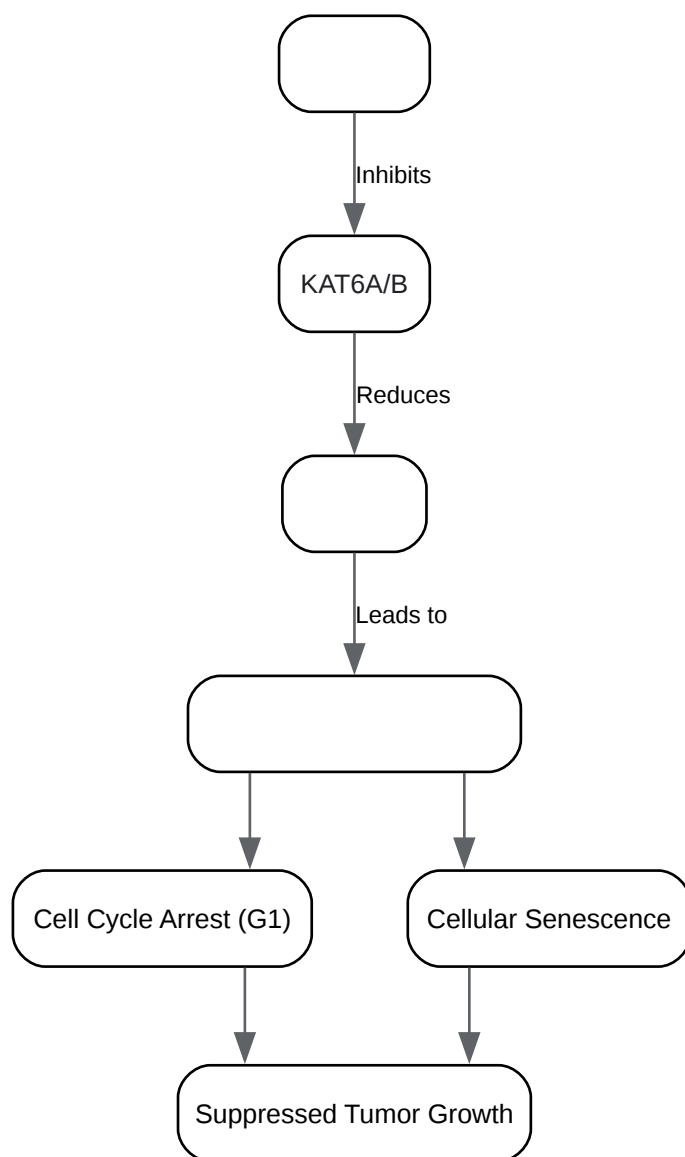 Inhibits
KAT6A/B
Reduces
Leads to
Cell Cycle Arrest (G1)
Cellular Senescence
Suppressed Tumor Growth